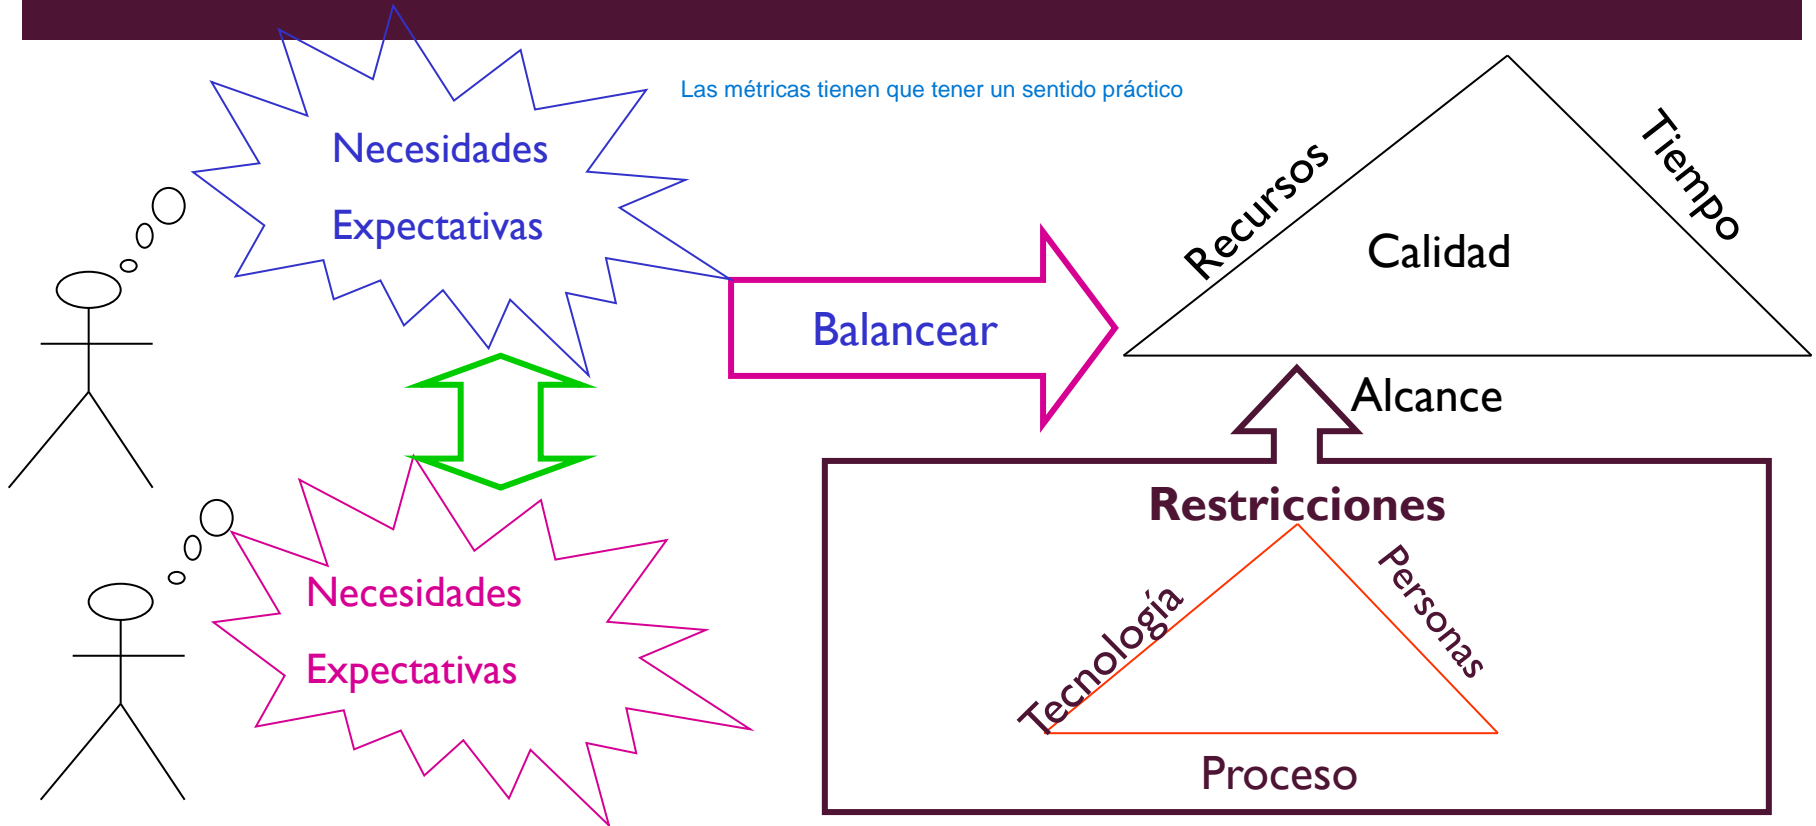 Las métricas tienen que tener un sentido práctico
Necesidades
Expectativas
Balancear
Recursos
Tiempo
Calidad
Alcance
Necesidades
Expectativas
Restricciones
Tecnología
Personas
Proceso